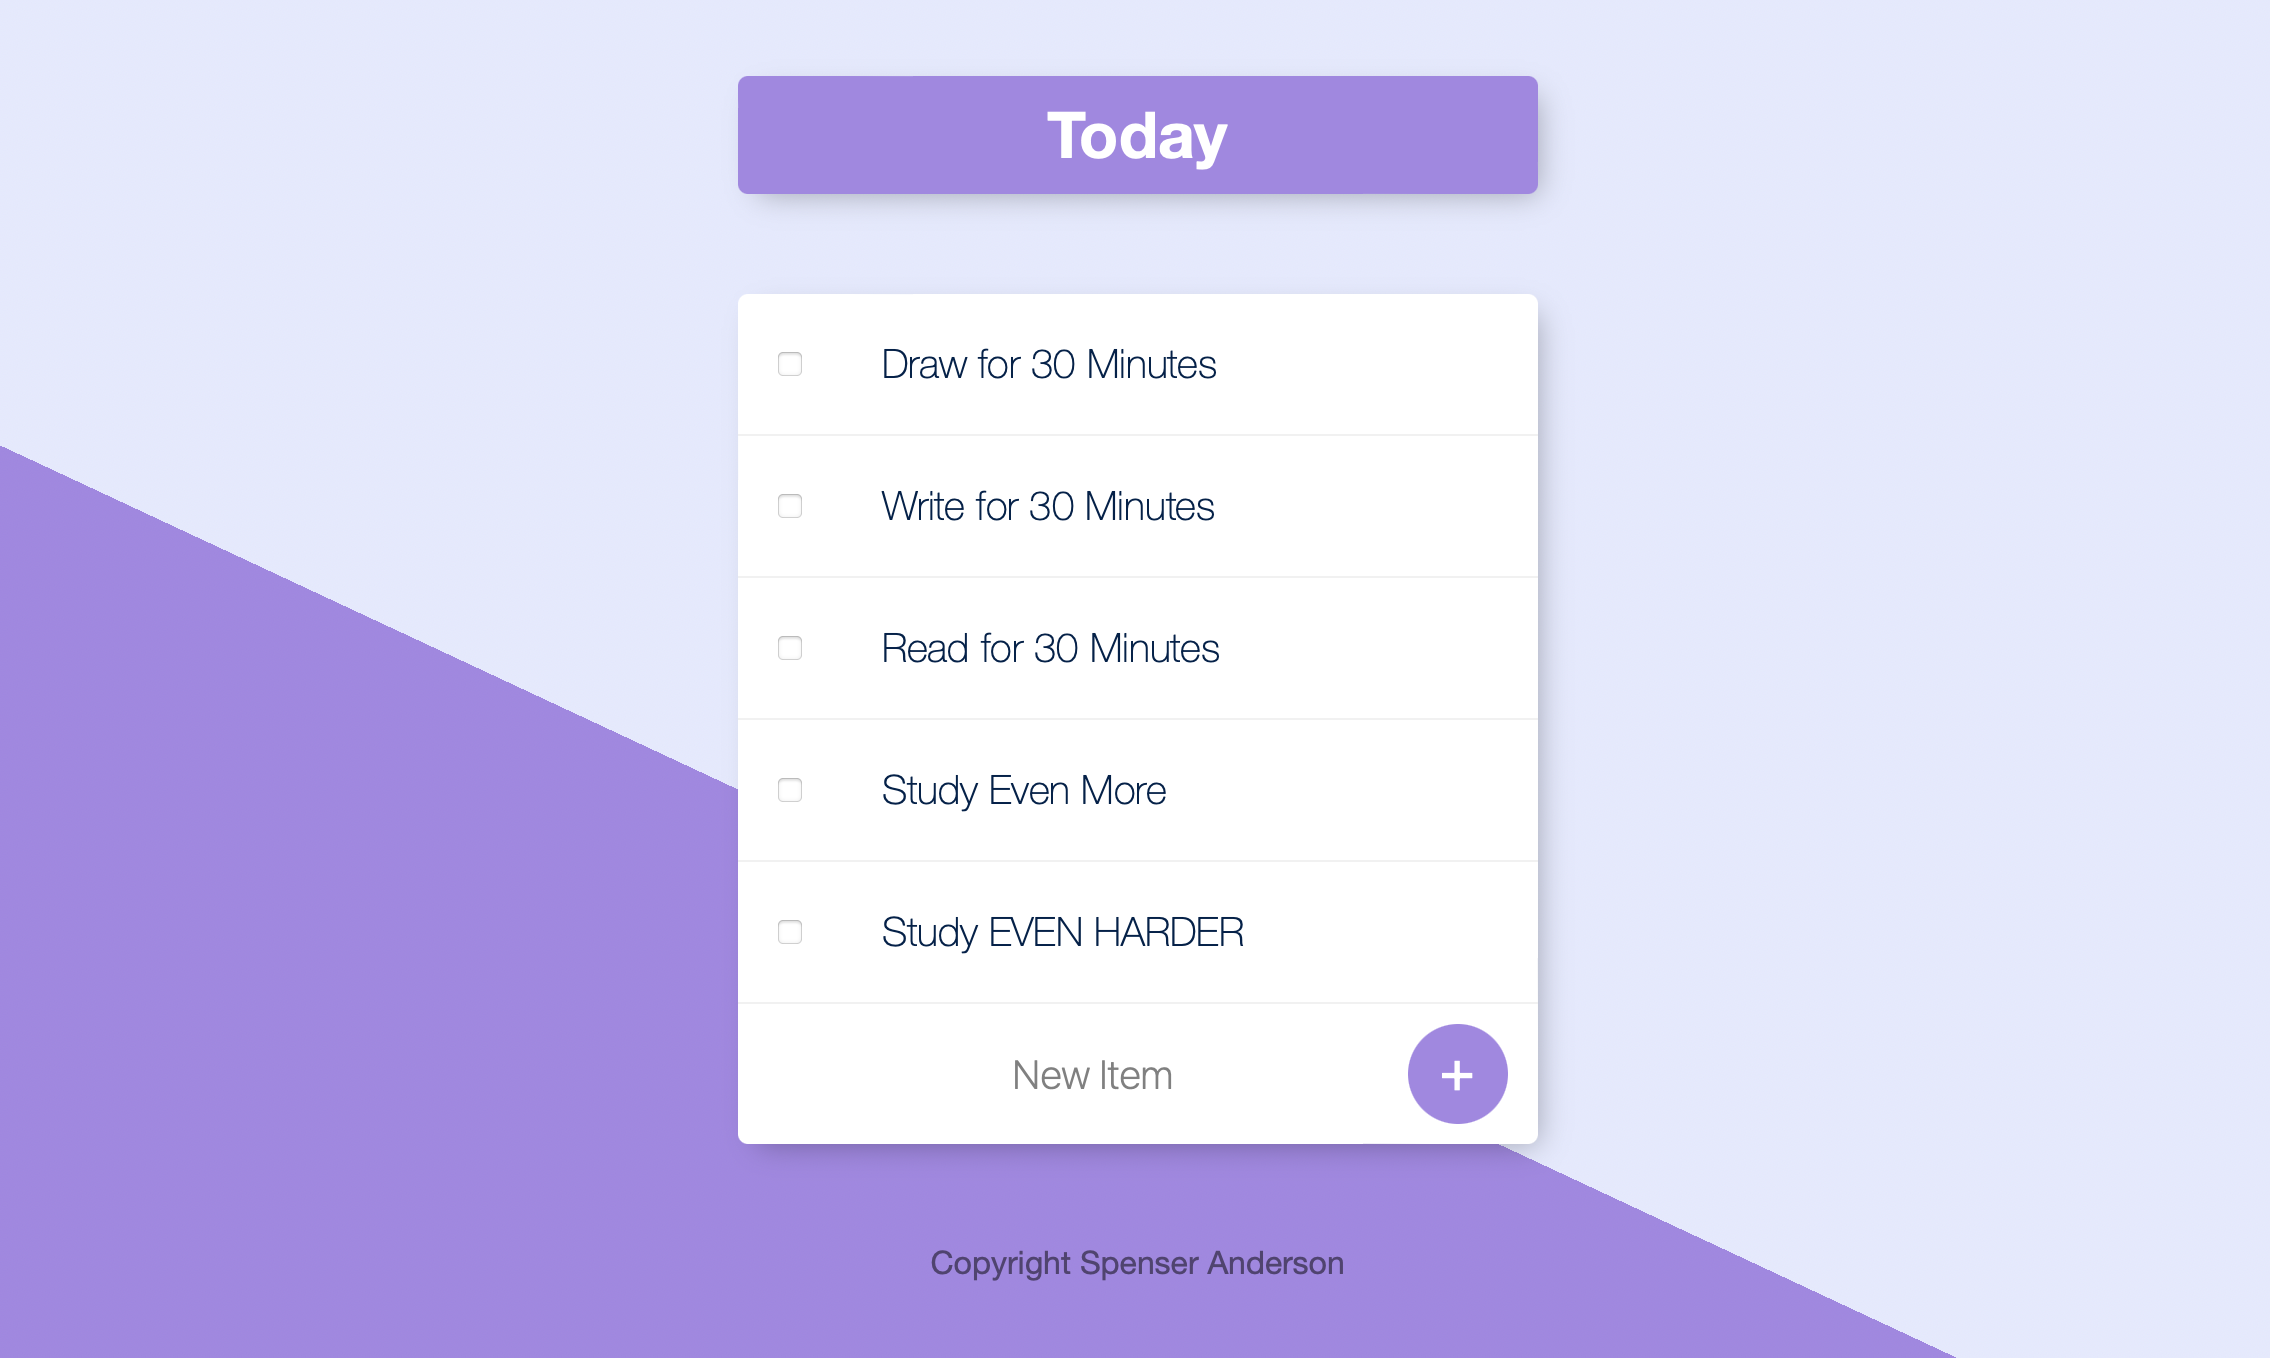 Today
Draw for 30 Minutes
Write for 30 Minutes
Read for 30 Minutes
Study Even More
Study EVEN HARDER
New Item
+
Copyright Spenser Anderson